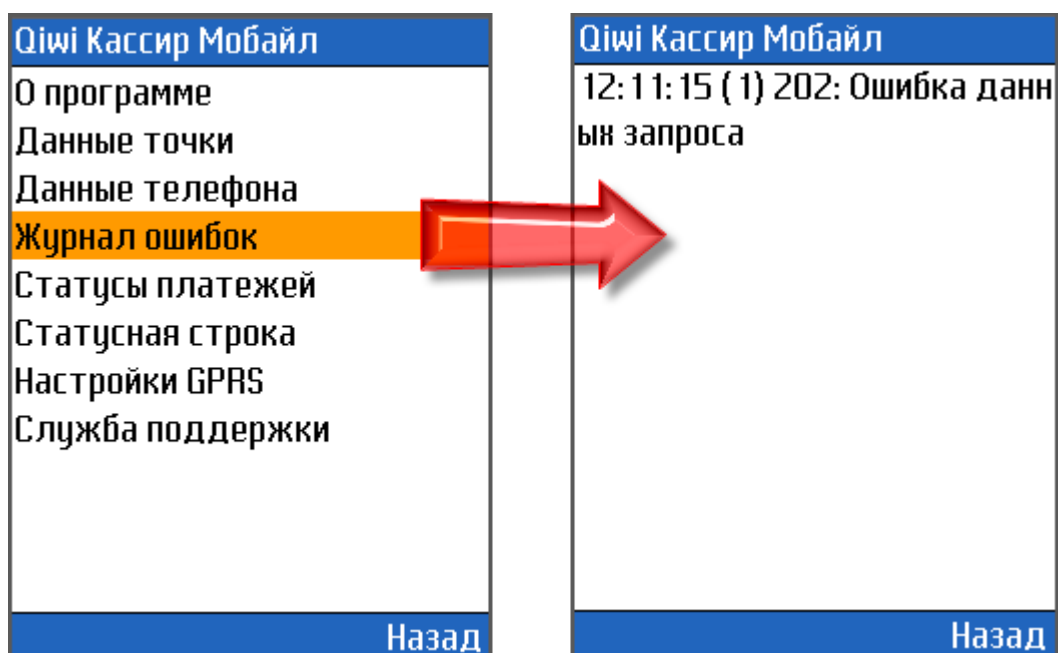 Qiwi Кассир Мобайл
О программе
Данные точки
Данные телефона
Журнал ошибок
Статусы платежей
Статусная строка
Настройки GPRS
Служба поддержки
Назад
Qiwi Кассир Мобайл
12:11:15 (1) 202: Ошибка данн
ых запроса
Назад